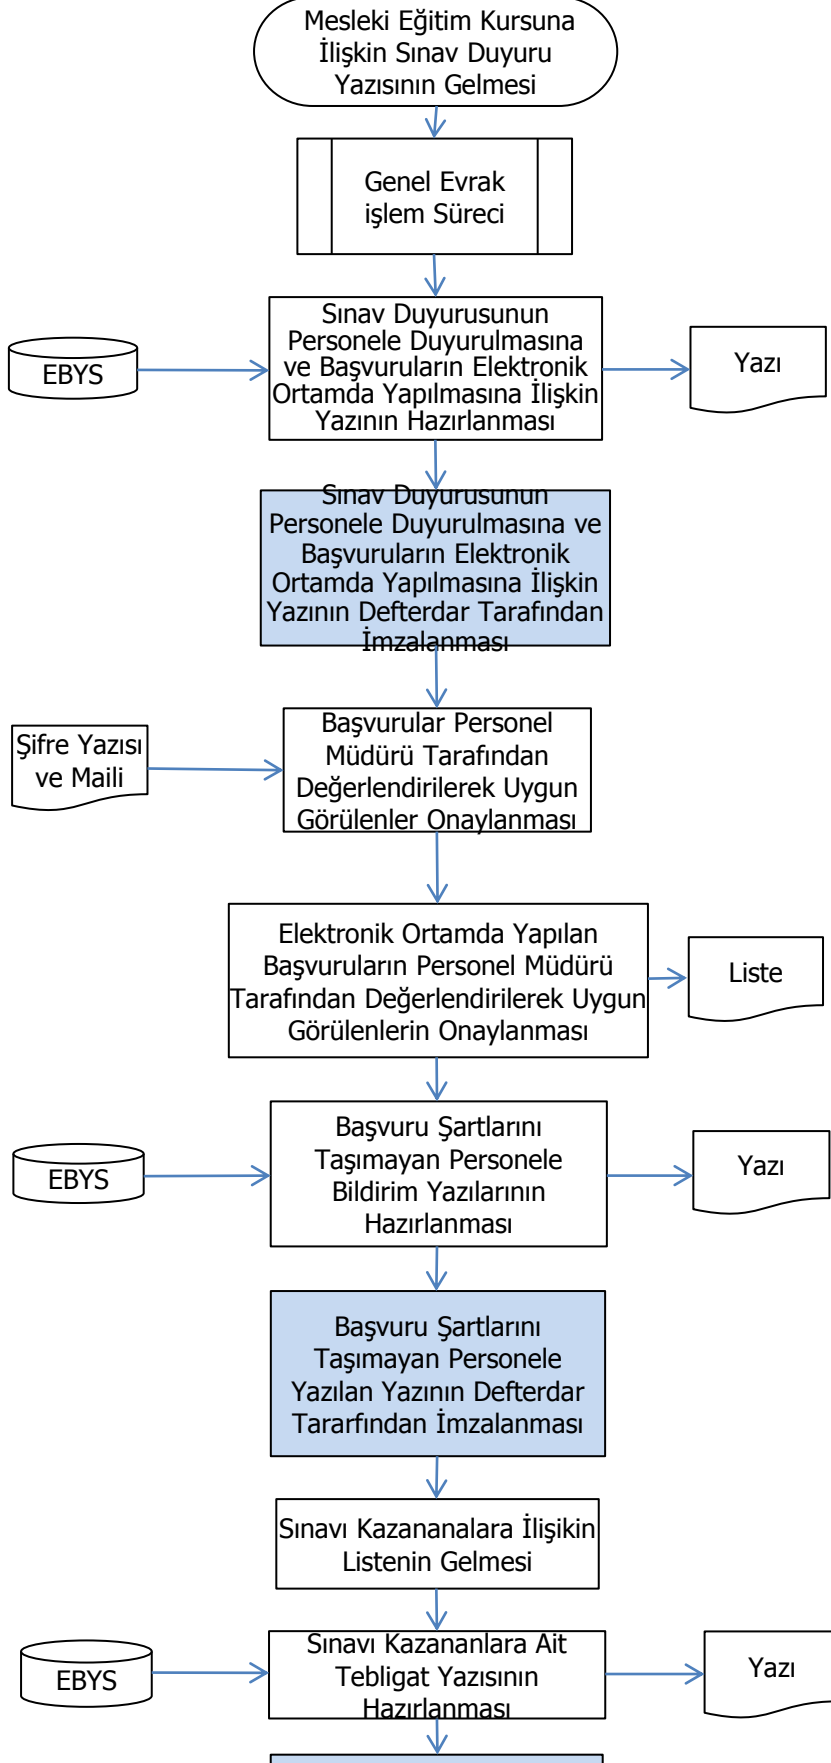 Mesleki Eğitim Kursuna
İlişkin Sınav Duyuru
Yazısının Gelmesi
Genel Evrak
işlem Süreci
EBYS
Sınav Duyurusunun
Personele Duyurulmasına
ve Başvuruların Elektronik
Ortamda Yapılmasına İlişkin
Yazının Hazırlanması
Yazı
Sınav Duyurusunun
Personele Duyurulmasına ve
Başvuruların Elektronik
Ortamda Yapılmasına İlişkin
Yazının Defterdar Tarafından
İmzalanması
Şifre Yazısı
ve Maili
Başvurular Personel
Müdürü Tarafından
Değerlendirilerek Uygun
Görülenler Onaylanması
Elektronik Ortamda Yapılan
Başvuruların Personel Müdürü
Tarafından Değerlendirilerek Uygun
Görülenlerin Onaylanması
Liste
EBYS
Başvuru Şartlarını
Taşımayan Personele
Bildirim Yazılarının
Hazırlanması
Yazı
Başvuru Şartlarını
Taşımayan Personele
Yazılan Yazının Defterdar
Tararfından İmzalanması
Sınavı Kazananalara İlişikin
Listenin Gelmesi
EBYS
Sınavı Kazananlara Ait
Tebligat Yazısının
Hazırlanması
Yazı